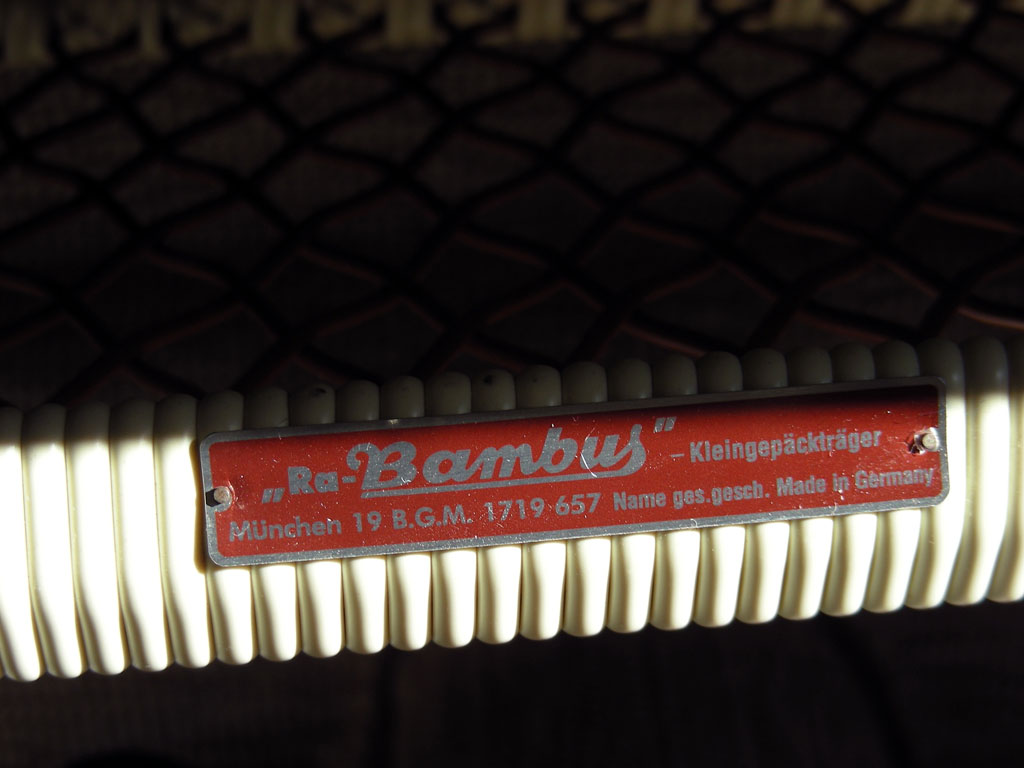 „Ra-Bambus” – Kleingepäckträger
München 19 B.G.M. 1719 657 Name ges.gesch. Made in Germany